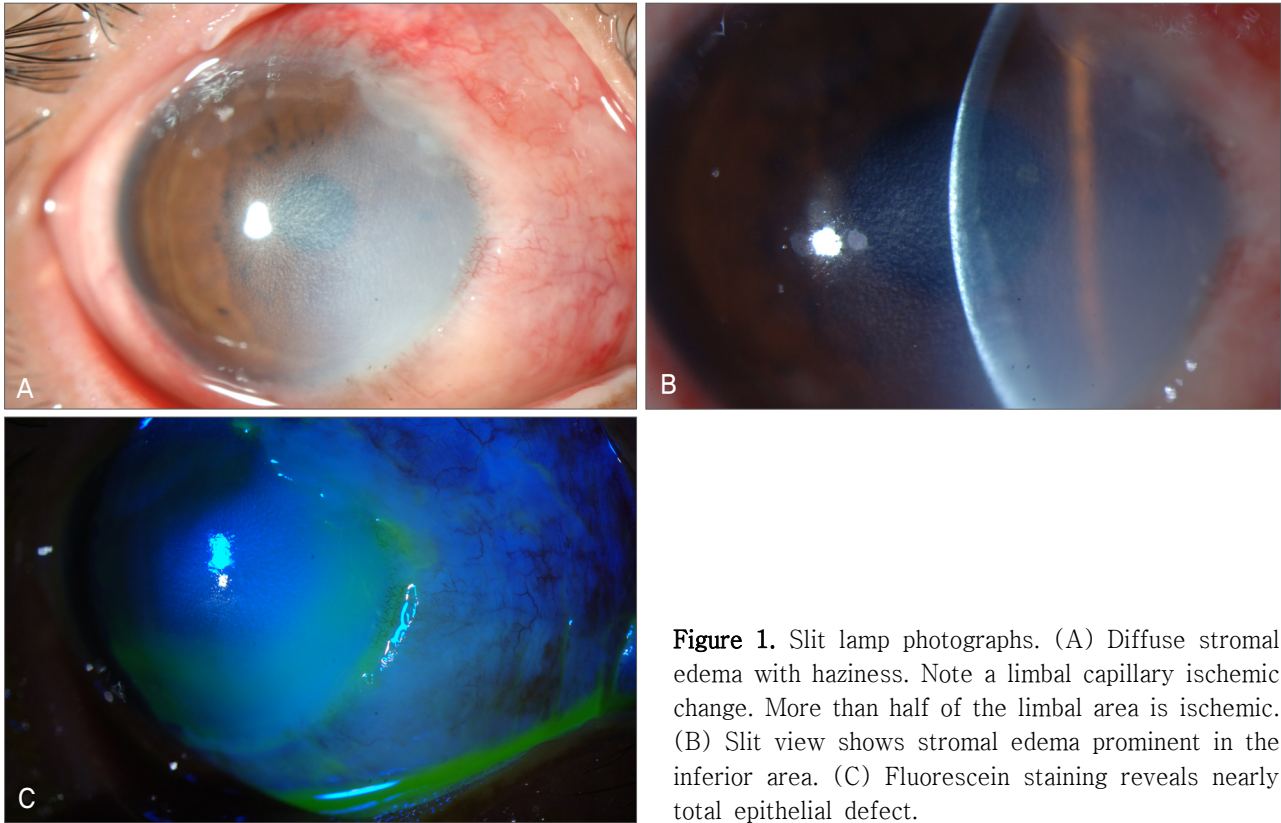 A
B
C
Figure 1. Slit lamp photographs. (A) Diffuse stromal
edema with haziness. Note a limbal capillary ischemic
change. More than half of the limbal area is ischemic.
(B) Slit view shows stromal edema prominent in the
inferior area. (C) Fluorescein staining reveals nearly
total epithelial defect.